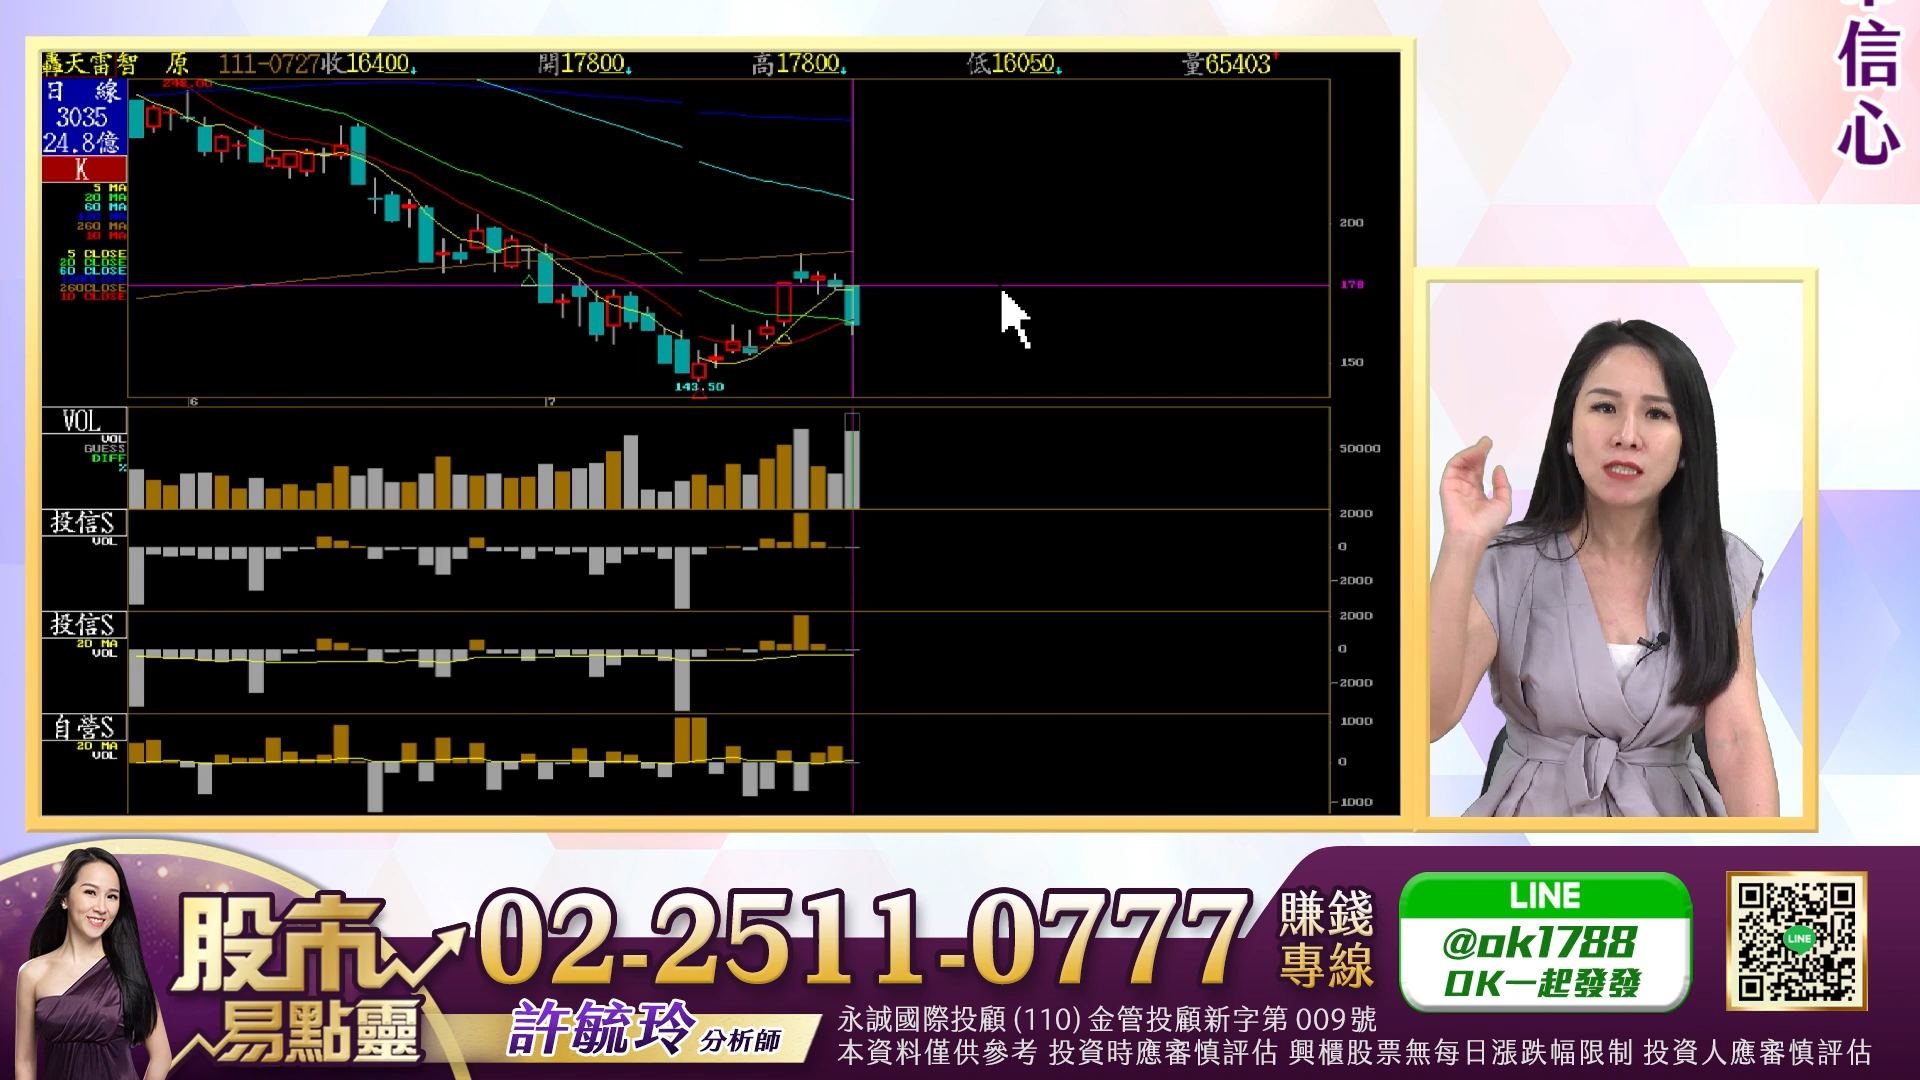 信心
轟天雷智 原 111-0727收16400↓ 開17800↓ 高17800↓ 低16050↓ 量65403↑
日 線
3035
24.8億
K
5 MA
20 MA
60 MA
120 MA
260 MA
10 MA
5 CLOSE
20 CLOSE
60 CLOSE
120CLOSE
260CLOSE
10 CLOSE
248.00
200
178
150
143.50
6
7
VOL
VOL
GUESS
DIFF
%
50000
投信S
VOL
2000
0
-2000
投信S
20 MA
VOL
2000
0
-2000
自營S
20 MA
VOL
1000
0
-1000
股市
易點靈
02-2511-0777
賺錢
專線
LINE
@ok1788
OK一起發發
LINE
許毓玲 分析師
永誠國際投顧 (110) 金管投顧新字第 009號
本資料僅供參考 投資時應審慎評估 興櫃股票無每日漲跌幅限制 投資人應審慎評估